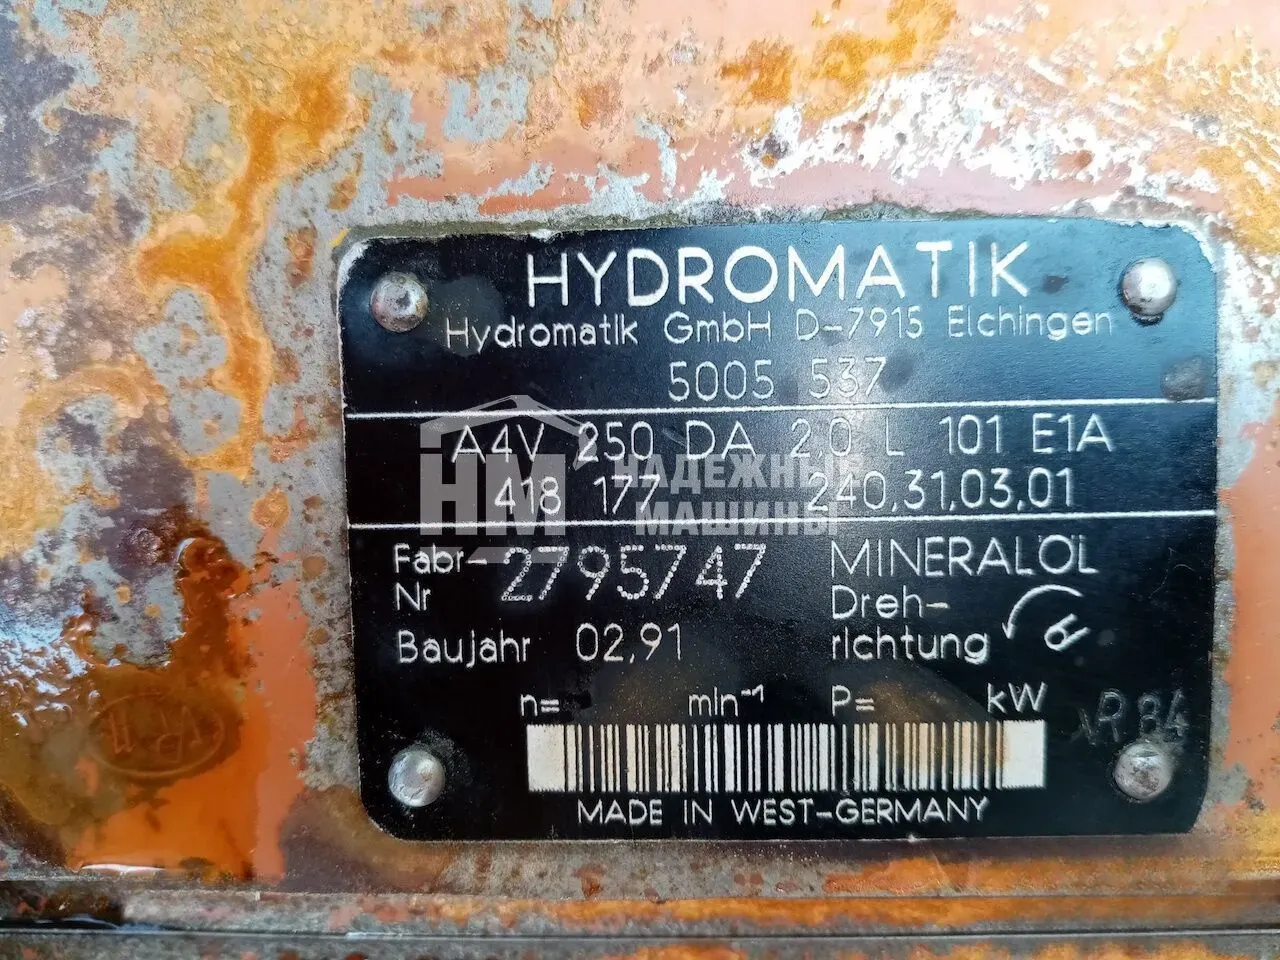 HYDROMATIK
Hydromatik GmbH D-7915 Elchingen
5005 537
A4V 250 DA 2,0 L 101 E1A
418 177 240.31.03.01
НМ НАДЕЖНЫЕ
МАШИНЫ
Fabr- 2795747 MINERALÖL
Nr
Dreh-
Baujahr 02.91 richtung R
n= min⁻¹ P= kW
R 84
MADE IN WEST-GERMANY